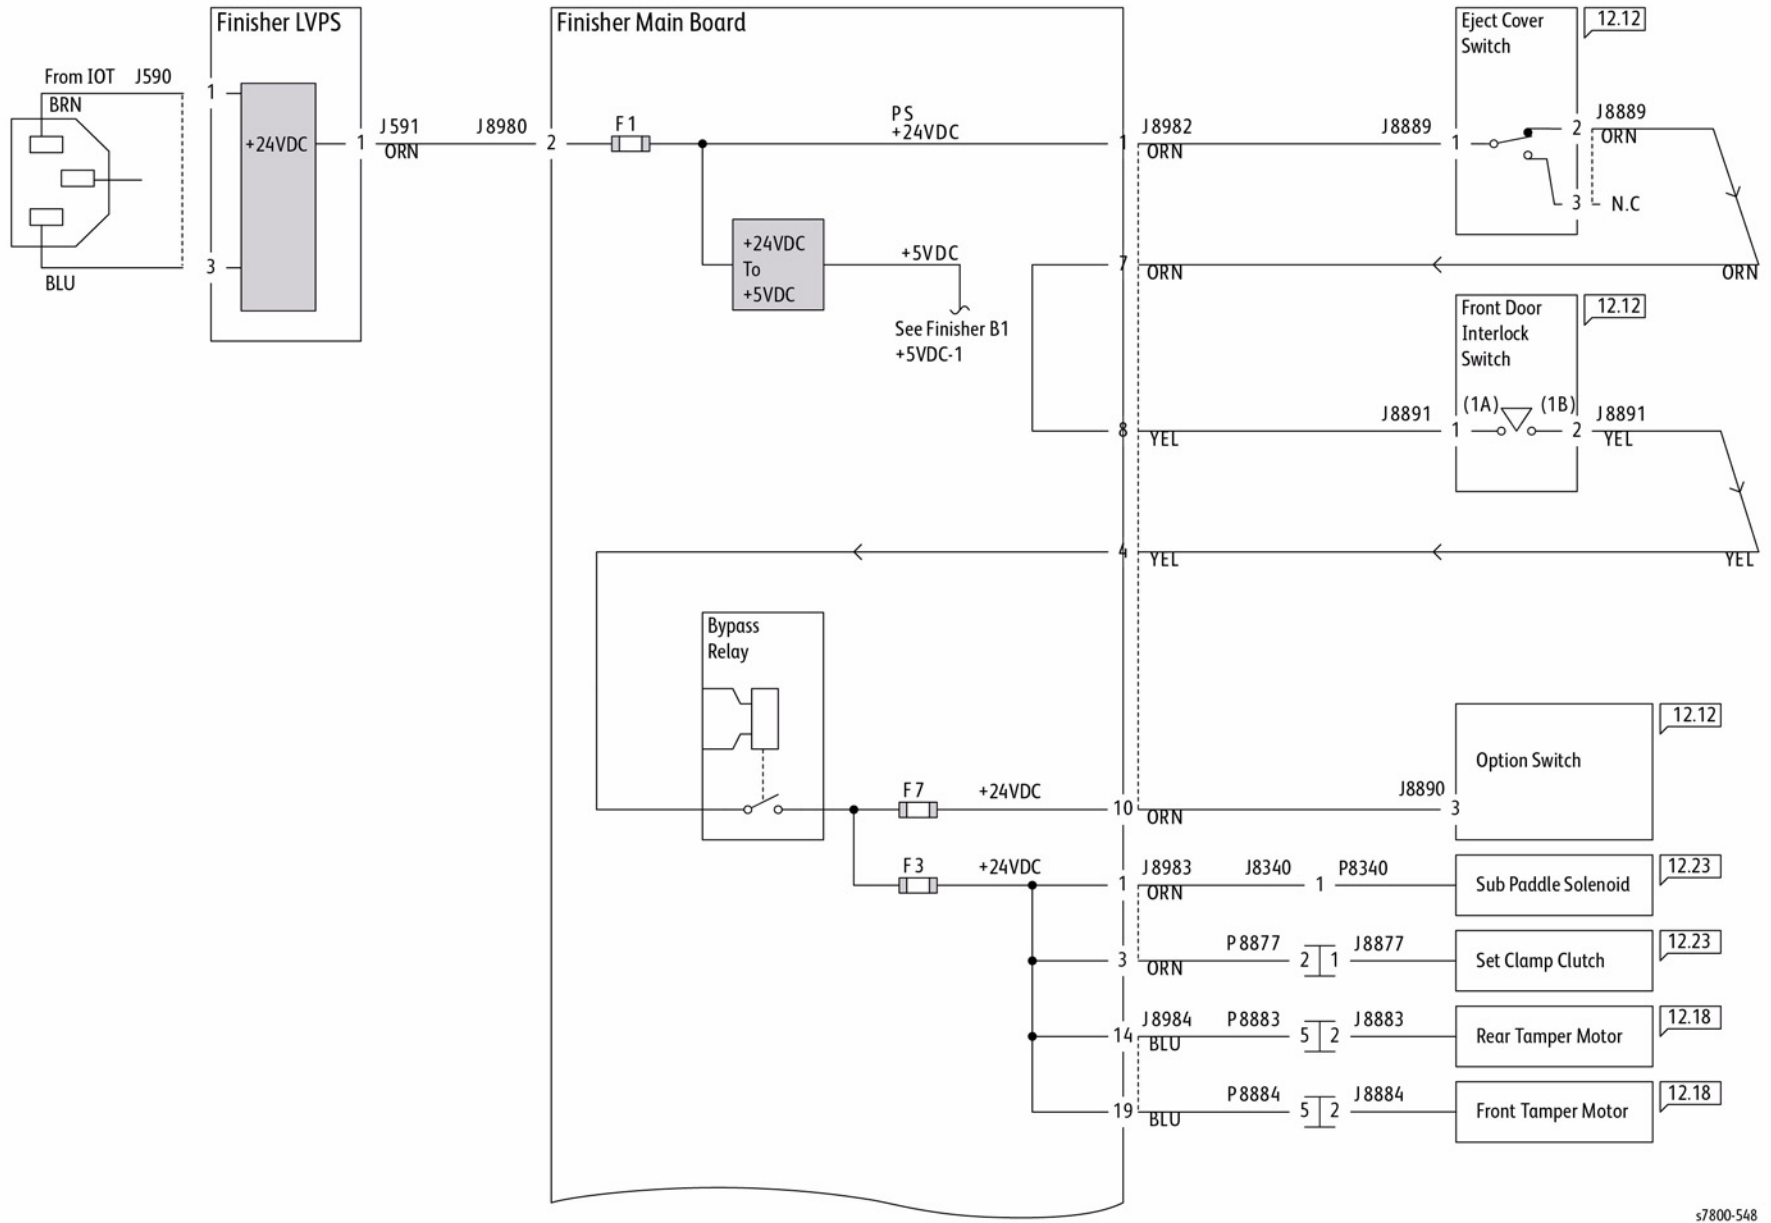 Finisher LVPS
Finisher Main Board
Eject Cover
Switch
12.12
From IOT J590
BRN
1
+24VDC
1
J591
ORN
J8980
2
F1
PS
+24VDC
1
J8982
ORN
J8889
1
2
J8889
ORN
3
N.C
3
BLU
+24VDC
To
+5VDC
+5VDC
See Finisher B1
+5VDC-1
7
ORN
ORN
Front Door
Interlock
Switch
12.12
8
YEL
J8891
1
(1A)
(1B)
2
J8891
YEL
4
YEL
YEL
Bypass
Relay
F7
+24VDC
10
ORN
J8890
3
Option Switch
12.12
F3
+24VDC
1
J8983
ORN
J8340
1
P8340
Sub Paddle Solenoid
12.23
3
ORN
P8877
2
1
J8877
Set Clamp Clutch
12.23
14
J8984
BLU
P8883
5
2
J8883
Rear Tamper Motor
12.18
19
BLU
P8884
5
2
J8884
Front Tamper Motor
12.18
s7800-548